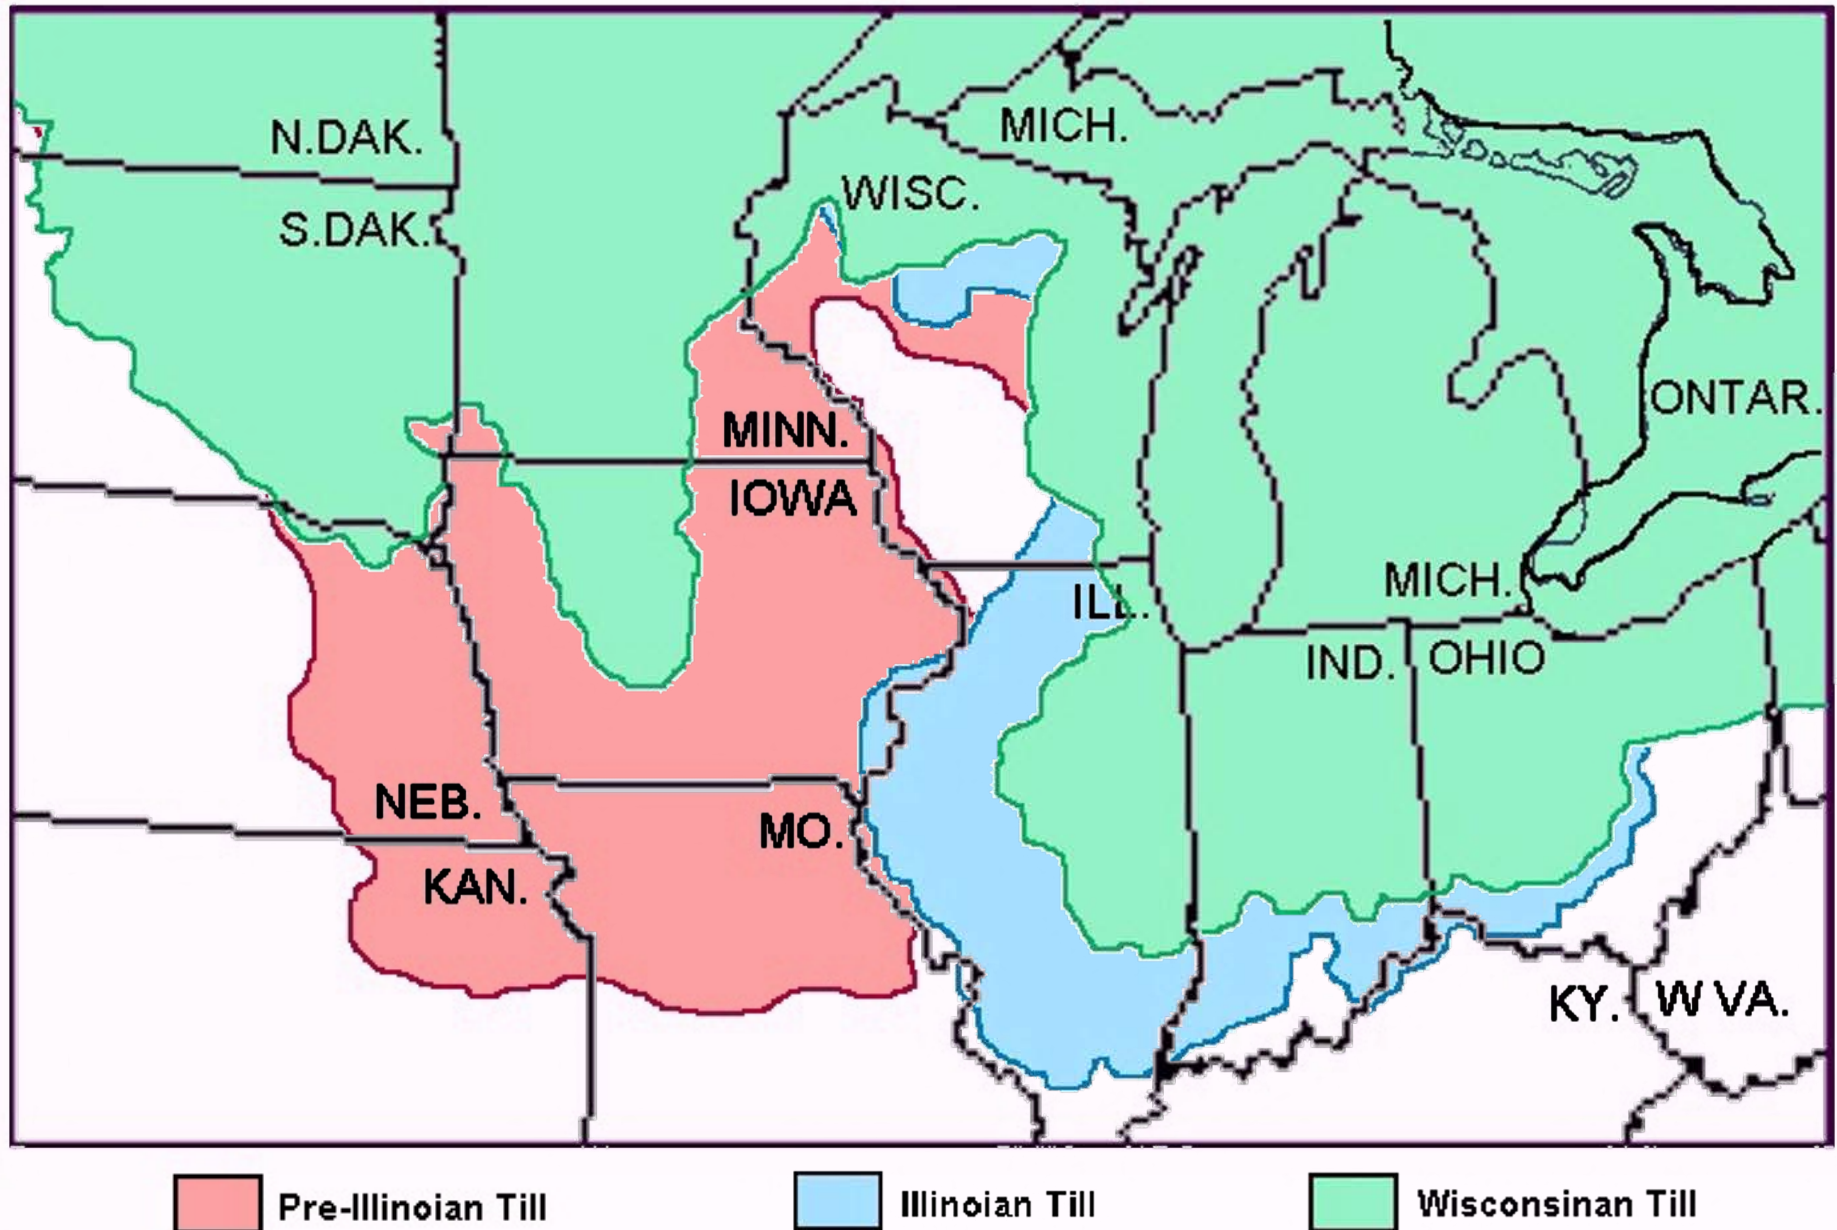 N.DAK.
MICH.
WISC.
S.DAK.
ONTAR.
MINN.
IOWA
MICH.
ILL.
IND.
OHIO
NEB.
MO.
KAN.
KY.
W VA.
Pre-Illinoian Till
Illinoian Till
Wisconsinan Till